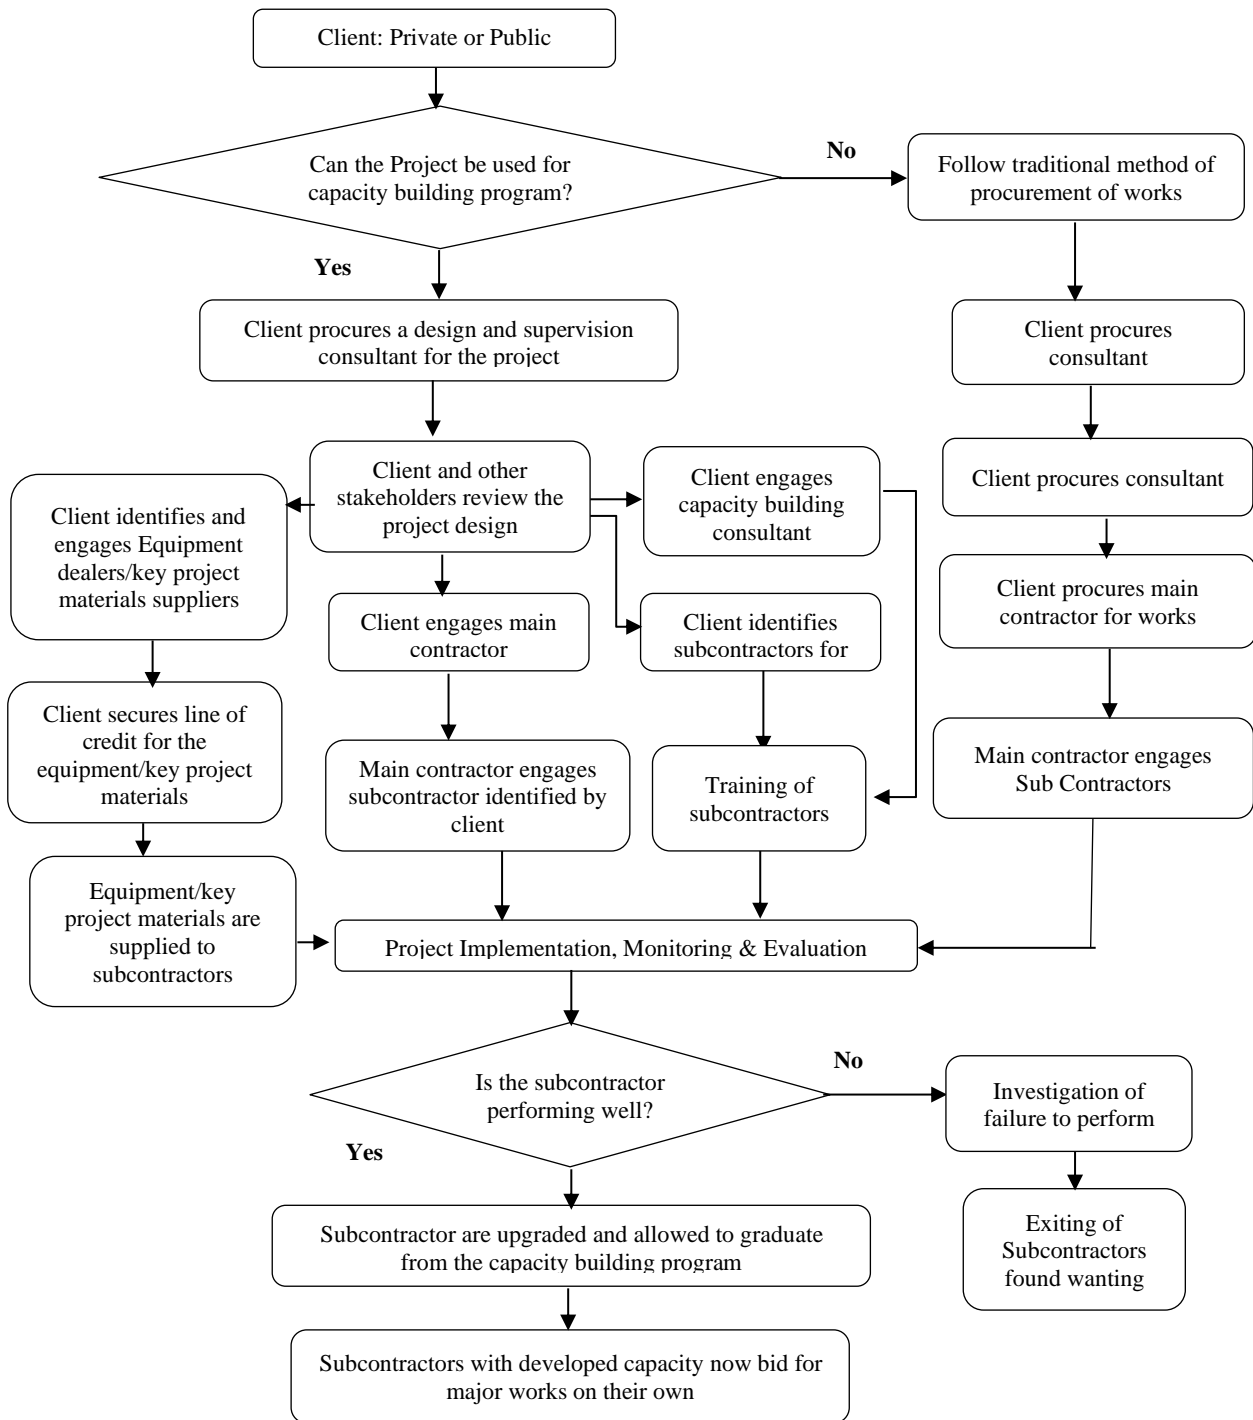 Client: Private or Public
Can the Project be used for
capacity building program?
No
Follow traditional method of
procurement of works
Yes
Client procures a design and supervision
consultant for the project
Client procures
consultant
Client and other
stakeholders review the
project design
Client engages
capacity building
consultant
Client procures consultant
Client identifies and
engages Equipment
dealers/key project
materials suppliers
Client engages main
contractor
Client identifies
subcontractors for
Client procures main
contractor for works
Client secures line of
credit for the
equipment/key project
materials
Main contractor engages
subcontractor identified by
client
Training of
subcontractors
Main contractor engages
Sub Contractors
Equipment/key
project materials are
supplied to
subcontractors
Project Implementation, Monitoring & Evaluation
Is the subcontractor
performing well?
No
Investigation of
failure to perform
Yes
Subcontractor are upgraded and allowed to graduate
from the capacity building program
Exiting of
Subcontractors
found wanting
Subcontractors with developed capacity now bid for
major works on their own